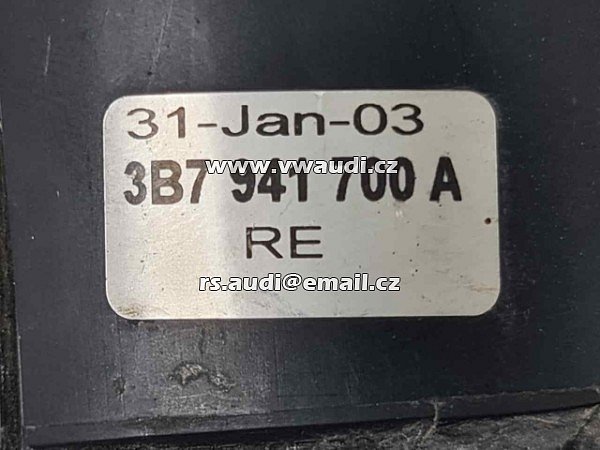 31-Jan-03
www.vwaudi.cz
3B7 941 700 A
RE
rs.audi@email.cz